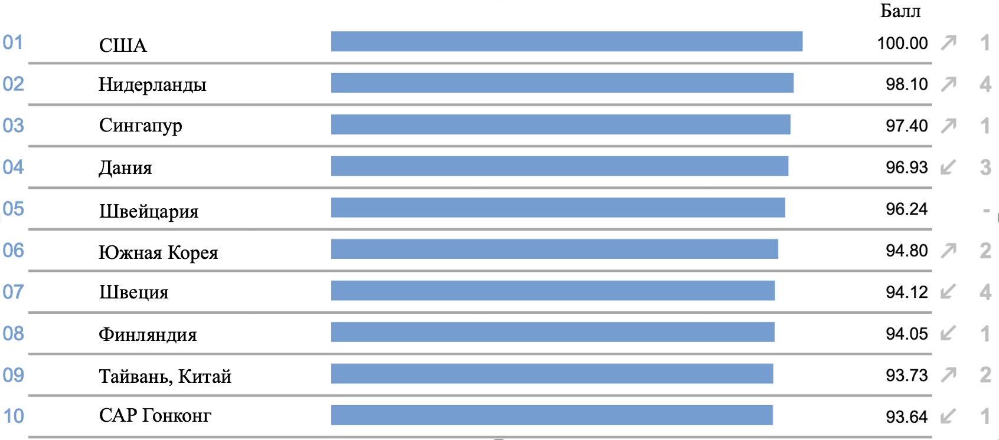 Балл
01 США 100.00 ↗ 1
02 Нидерланды 98.10 ↗ 4
03 Сингапур 97.40 ↗ 1
04 Дания 96.93 ↙ 3
05 Швейцария 96.24 -
06 Южная Корея 94.80 ↗ 2
07 Швеция 94.12 ↙ 4
08 Финляндия 94.05 ↙ 1
09 Тайвань, Китай 93.73 ↗ 2
10 САР Гонконг 93.64 ↙ 1